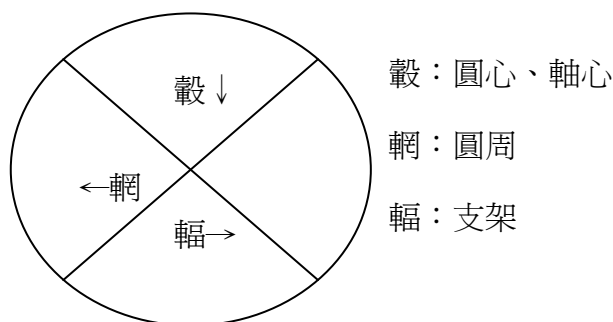 轂↓
←輞
輻→
轂：圓心、軸心
輞：圓周
輻：支架